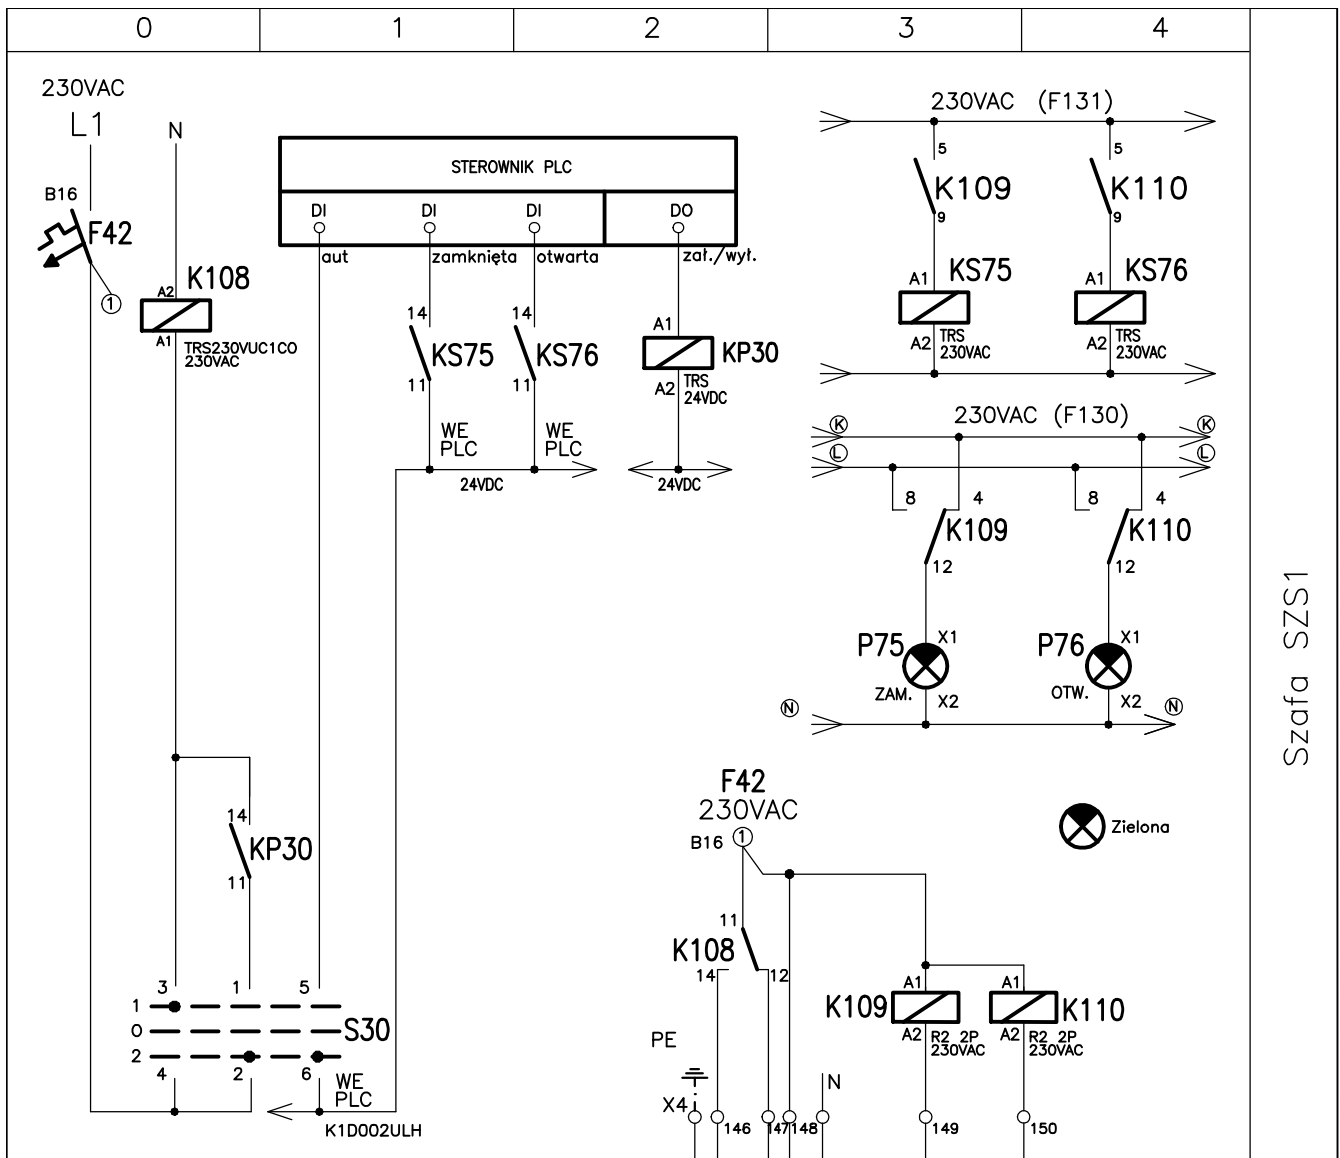 0 1 2 3 4
230VAC
L1
N
B16
F42
1
K108
A2
A1
TRS230VUC1CO
230VAC
STEROWNIK PLC
DI DI DI DO
aut zamknięta otwarta zał./wył.
14 14 A1
KS75 KS76 KP30
11 11 A2 TRS
24VDC
WE
PLC
WE
PLC
24VDC 24VDC
230VAC (F131)
5 5
K109 K110
9 9
A1 KS75 A1 KS76
A2 TRS
230VAC
A2 TRS
230VAC
230VAC (F130)
K K
L L
8 4 8 4
K109 K110
12 12
P75 X1 P76 X1
ZAM. X2 OTW. X2
N N
Zielona
14
KP30
11
3 1 5
1
0 S30
2
4 2 6
WE
PLC
K1D002ULH
F42
230VAC
B16 1
11
K108
14 12
A1 A1
K109 K110
A2 R2 2P
230VAC
A2 R2 2P
230VAC
PE
N
X4
146 147 148 149 150
Szafa SZS1